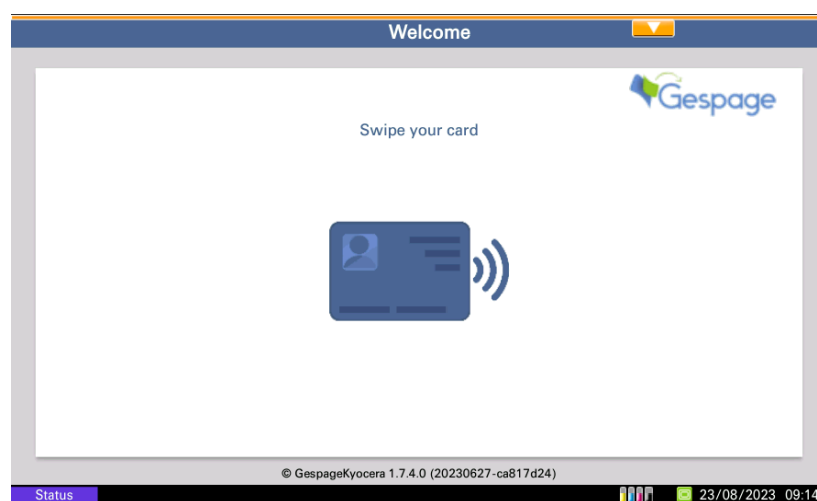 Welcome
Gespage
Swipe your card
© GespageKyocera 1.7.4.0 (20230627-ca817d24)
Status 23/08/2023 09:14